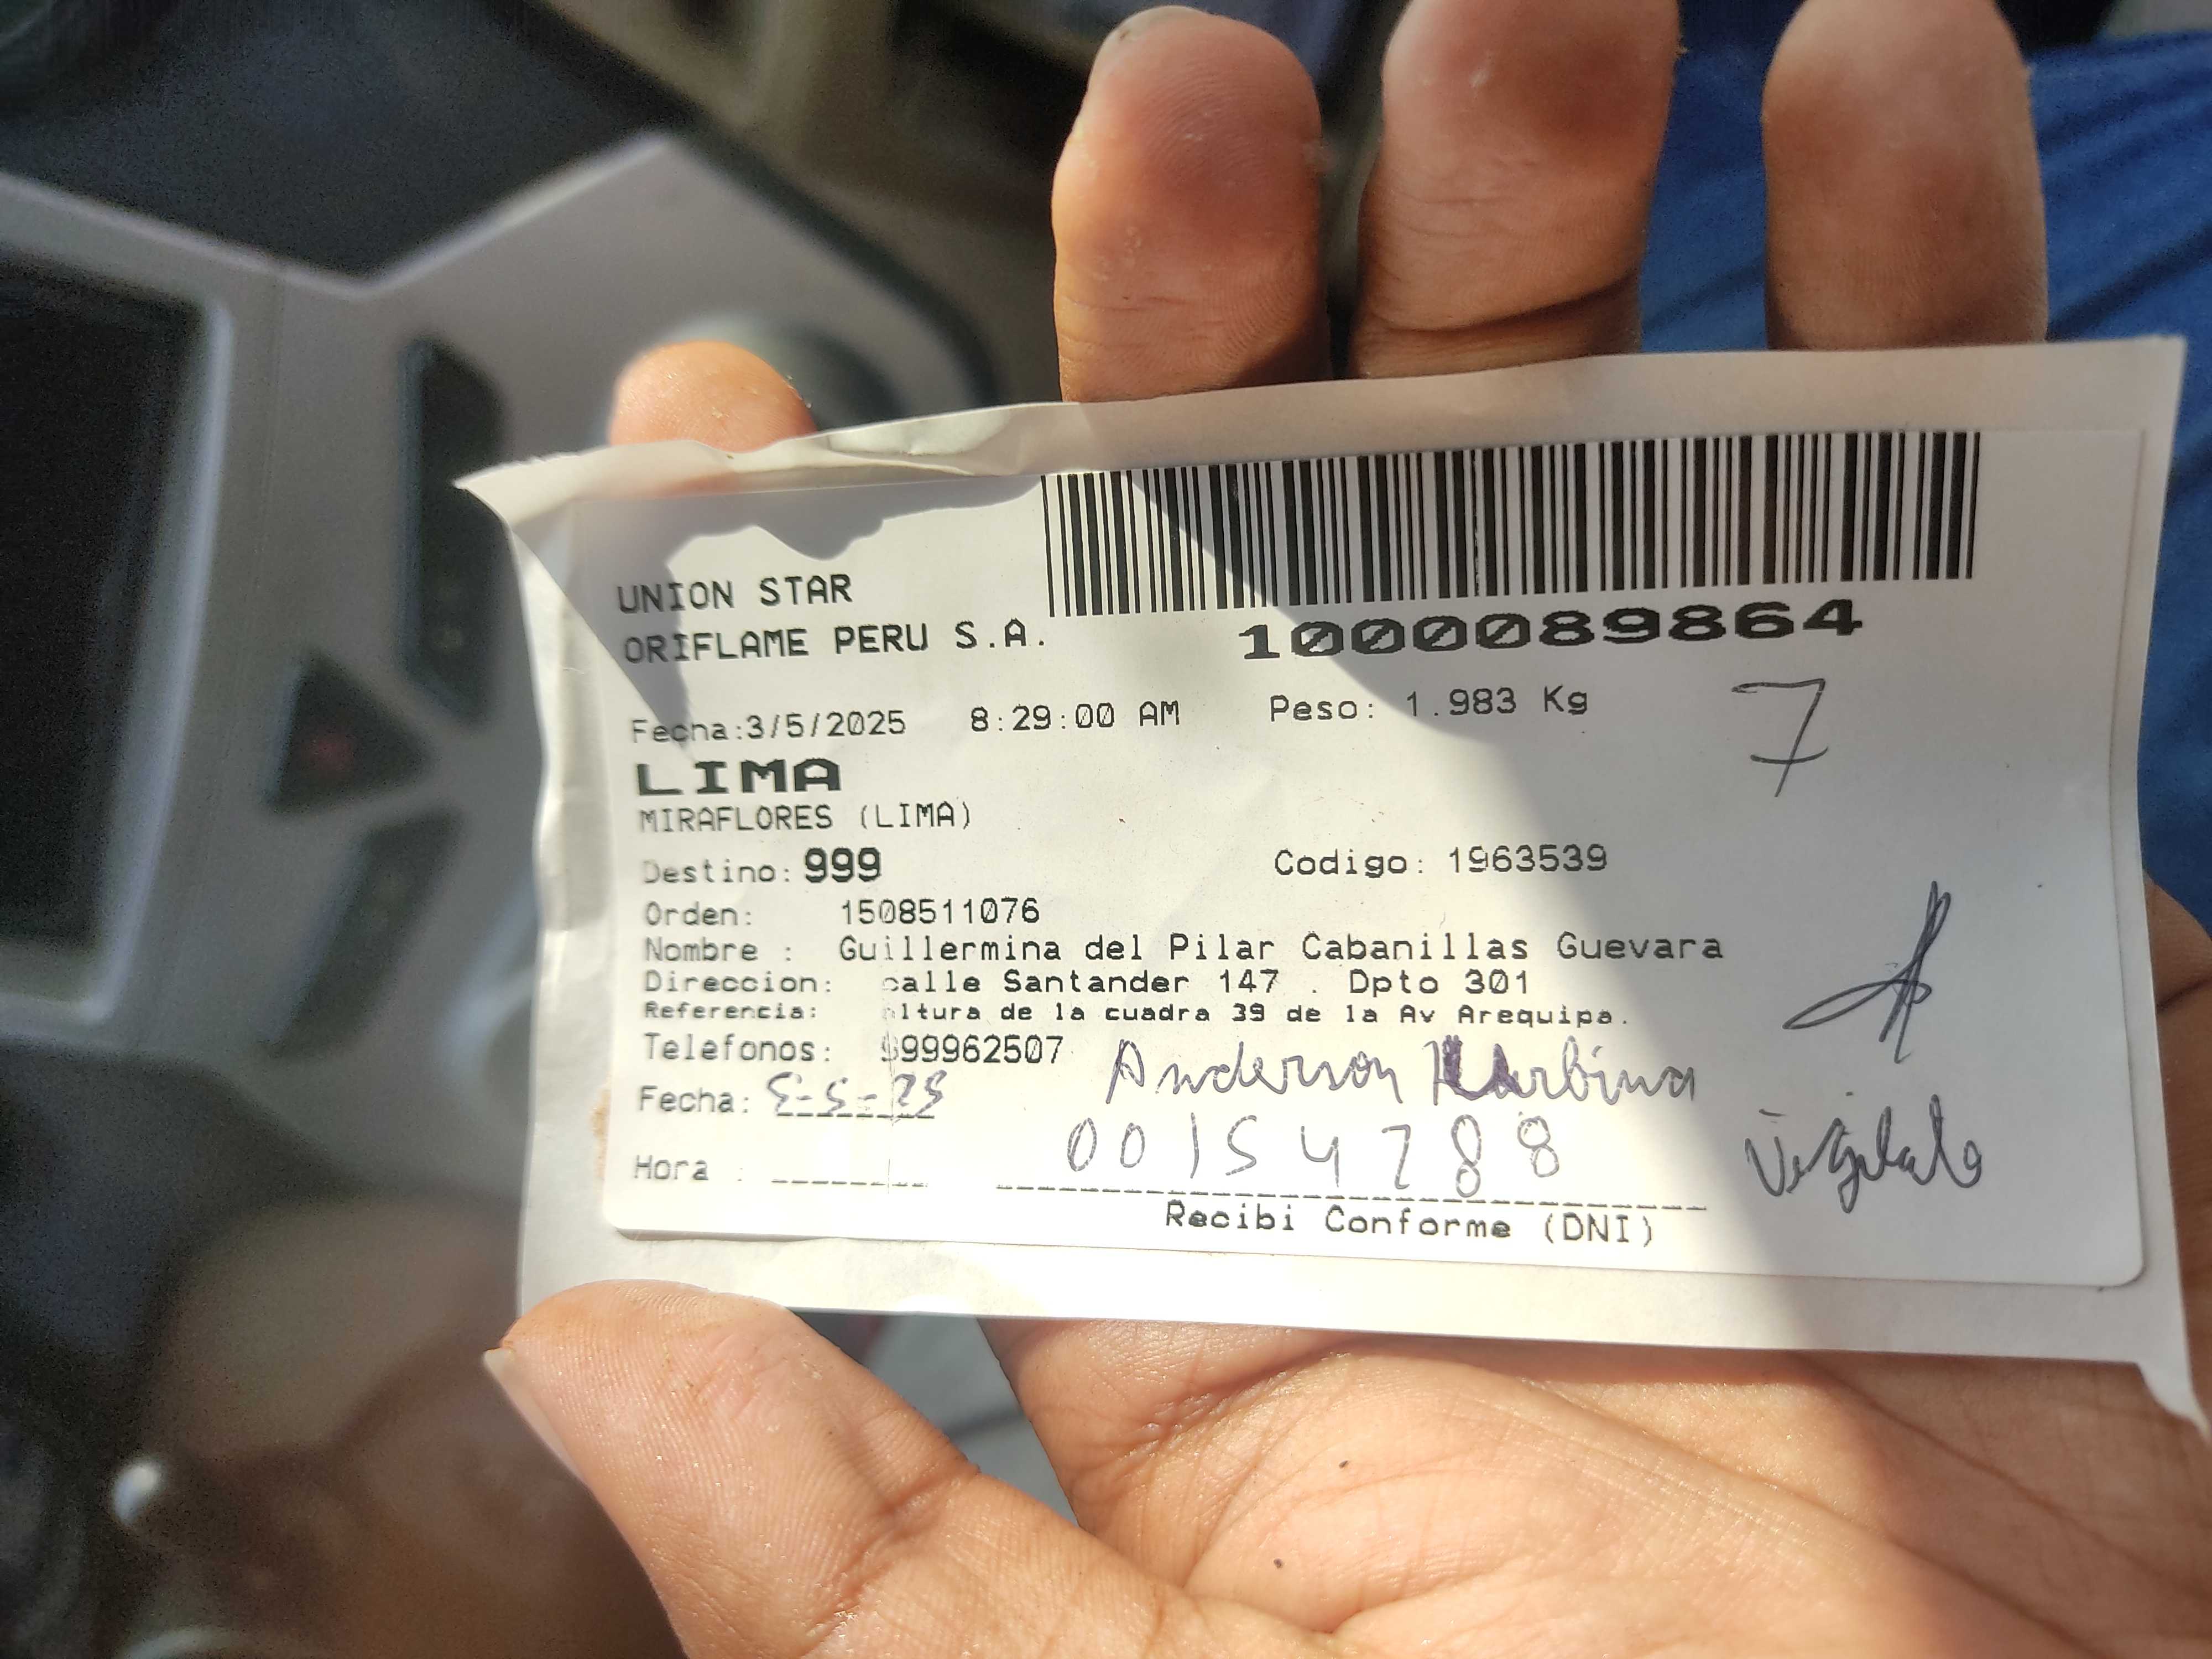 UNION STAR
ORIFLAME PERU S.A.
1000089864
Fecha:3/5/2025 8:29:00 AM Peso: 1.983 Kg
7
LIMA
MIRAFLORES (LIMA)
Destino: 999 Codigo: 1963539
Orden: 1508511076
Nombre : Guillermina del Pilar Cabanillas Guevara
Direccion: calle Santander 147 . Dpto 301
Referencia: altura de la cuadra 39 de la Av Arequipa.
Telefonos: 999962507
Anderson
Fecha: 5-5-25
00154788
Hora :
Recibi Conforme (DNI)